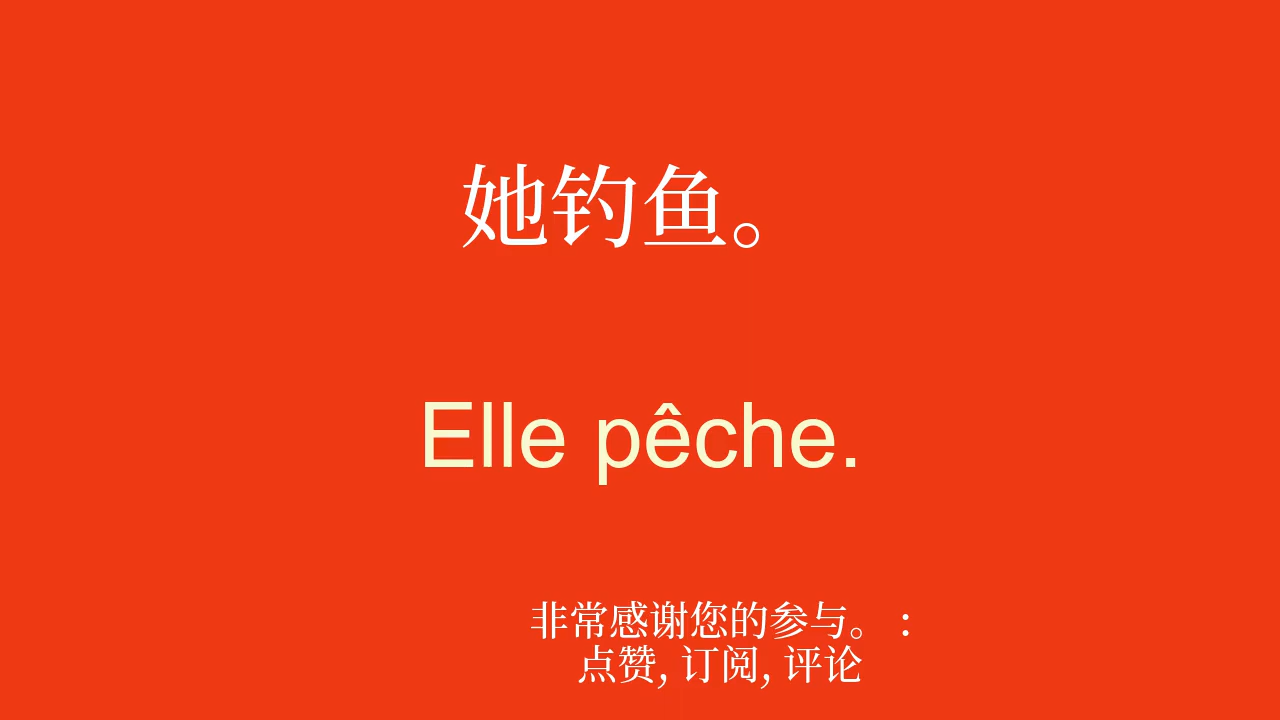 她钓鱼。
Elle pêche.
非常感谢您的参与。 :
点赞, 订阅, 评论